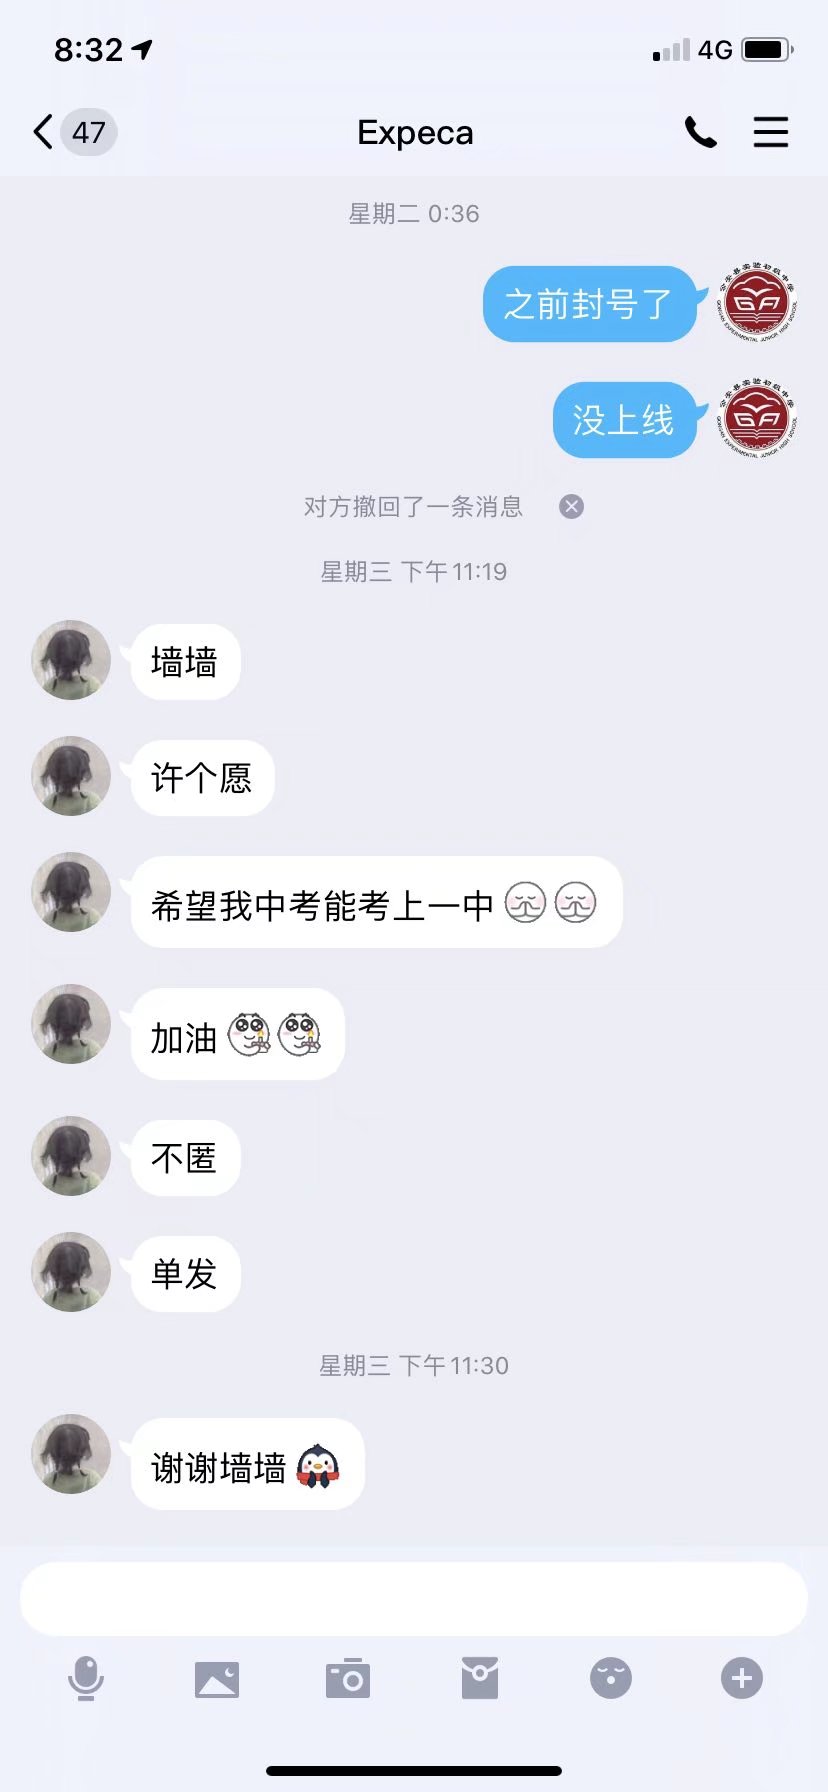 8:32
4G
47
Expeca
星期二 0:36
之前封号了
没上线
对方撤回了一条消息
星期三 下午11:19
墙墙
许个愿
希望我中考能考上一中
加油
不匿
单发
星期三 下午11:30
谢谢墙墙